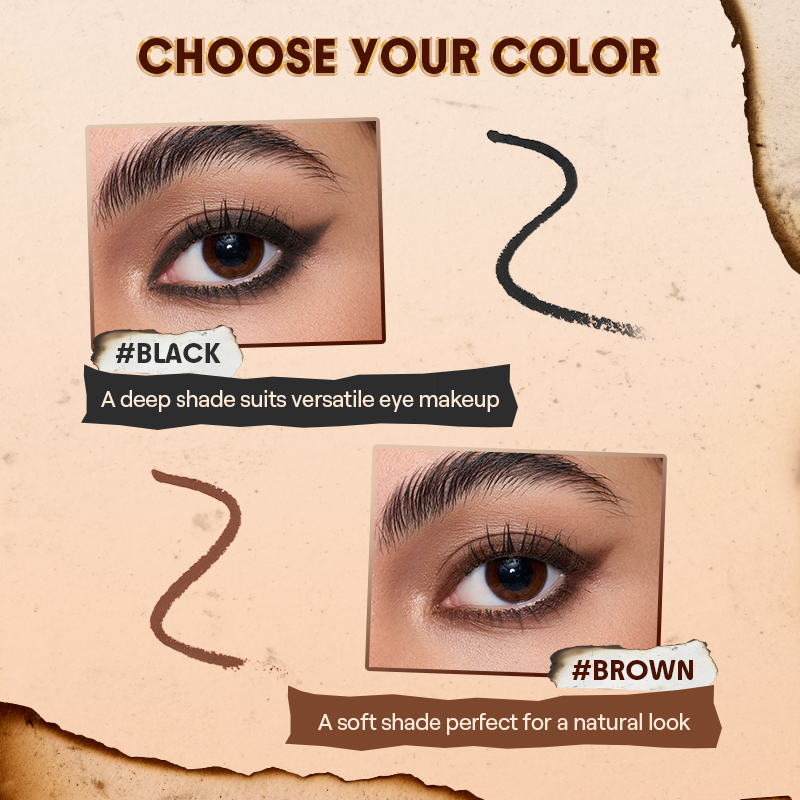 CHOOSE YOUR COLOR
#BLACK
A deep shade suits versatile eye makeup
#BROWN
A soft shade perfect for a natural look